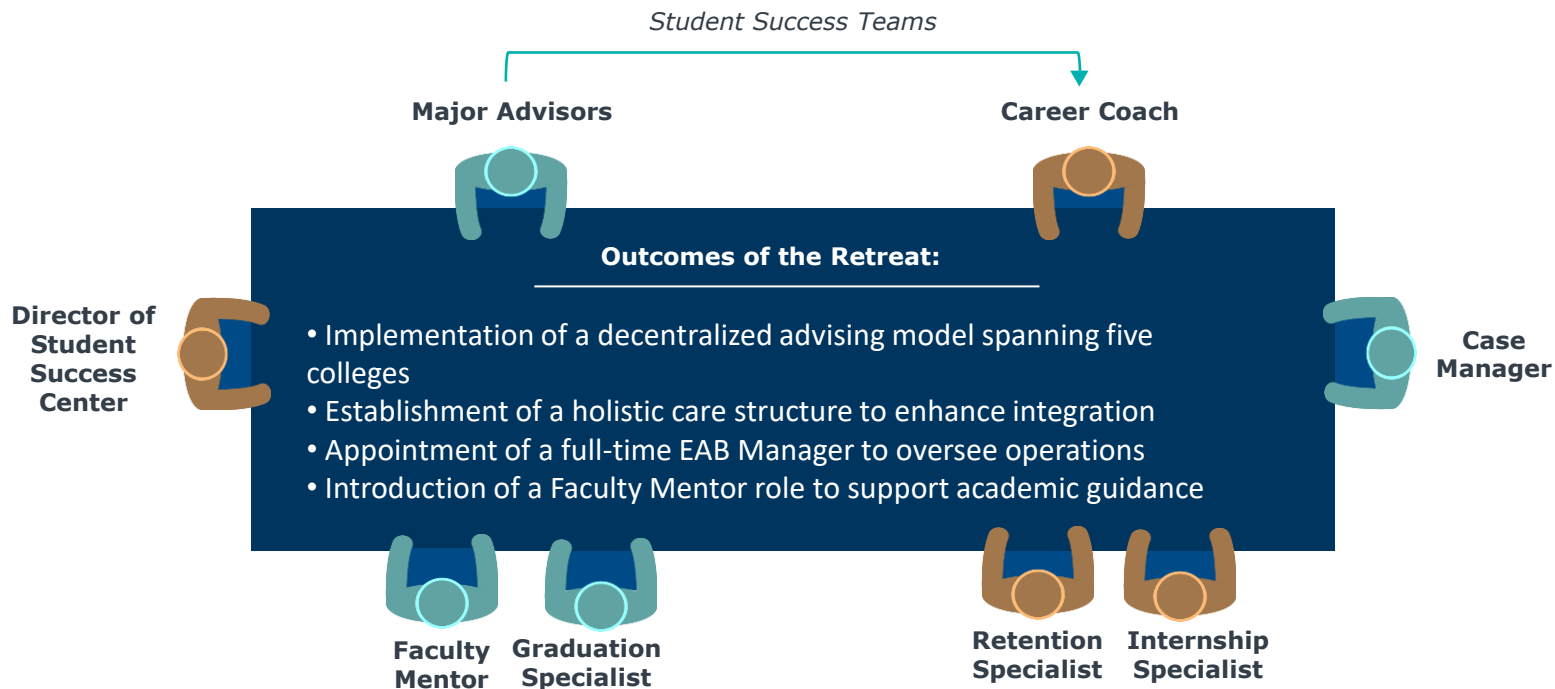 Student Success Teams
Major Advisors
Career Coach
Outcomes of the Retreat:
Director of
Student
Success
Center
• Implementation of a decentralized advising model spanning five
colleges
• Establishment of a holistic care structure to enhance integration
• Appointment of a full-time EAB Manager to oversee operations
• Introduction of a Faculty Mentor role to support academic guidance
Case
Manager
Faculty
Mentor
Graduation
Specialist
Retention
Specialist
Internship
Specialist